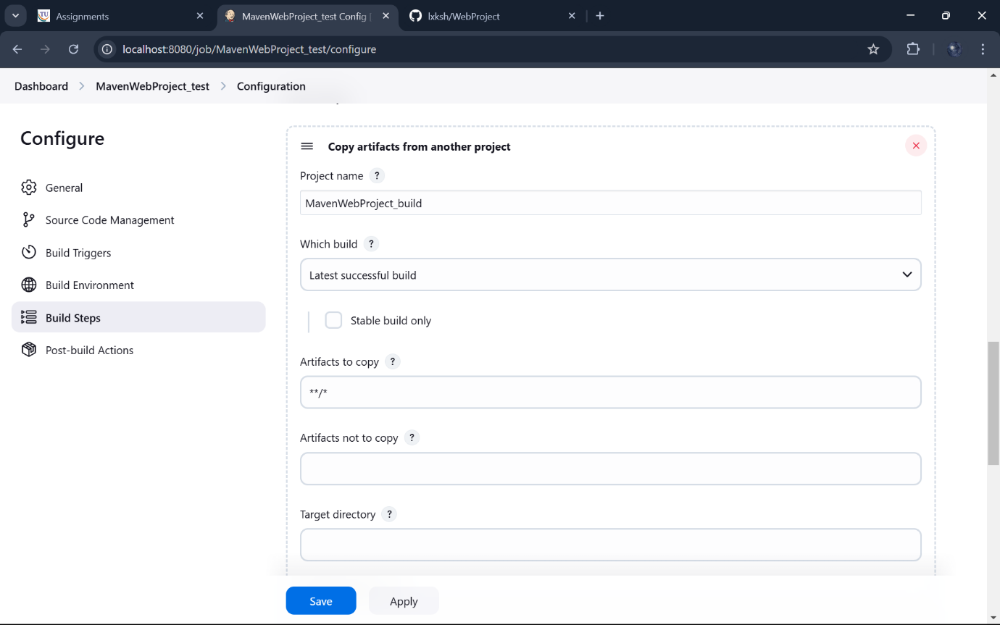 Assignments
MavenWebProject_test Config |
lxksh/WebProject
localhost:8080/job/MavenWebProject_test/configure
Dashboard > MavenWebProject_test > Configuration
Configure
General
Source Code Management
Build Triggers
Build Environment
Build Steps
Post-build Actions
Copy artifacts from another project
Project name ?
MavenWebProject_build
Which build ?
Latest successful build
Stable build only
Artifacts to copy ?
**/*
Artifacts not to copy ?
Target directory ?
Save
Apply